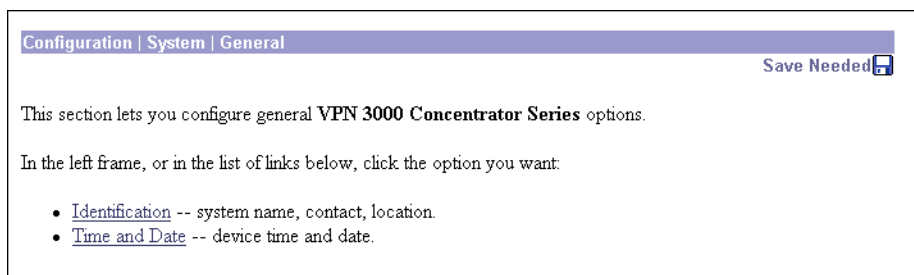 Configuration | System | General
Save Needed
This section lets you configure general VPN 3000 Concentrator Series options.
In the left frame, or in the list of links below, click the option you want:
• Identification -- system name, contact, location.
• Time and Date -- device time and date.